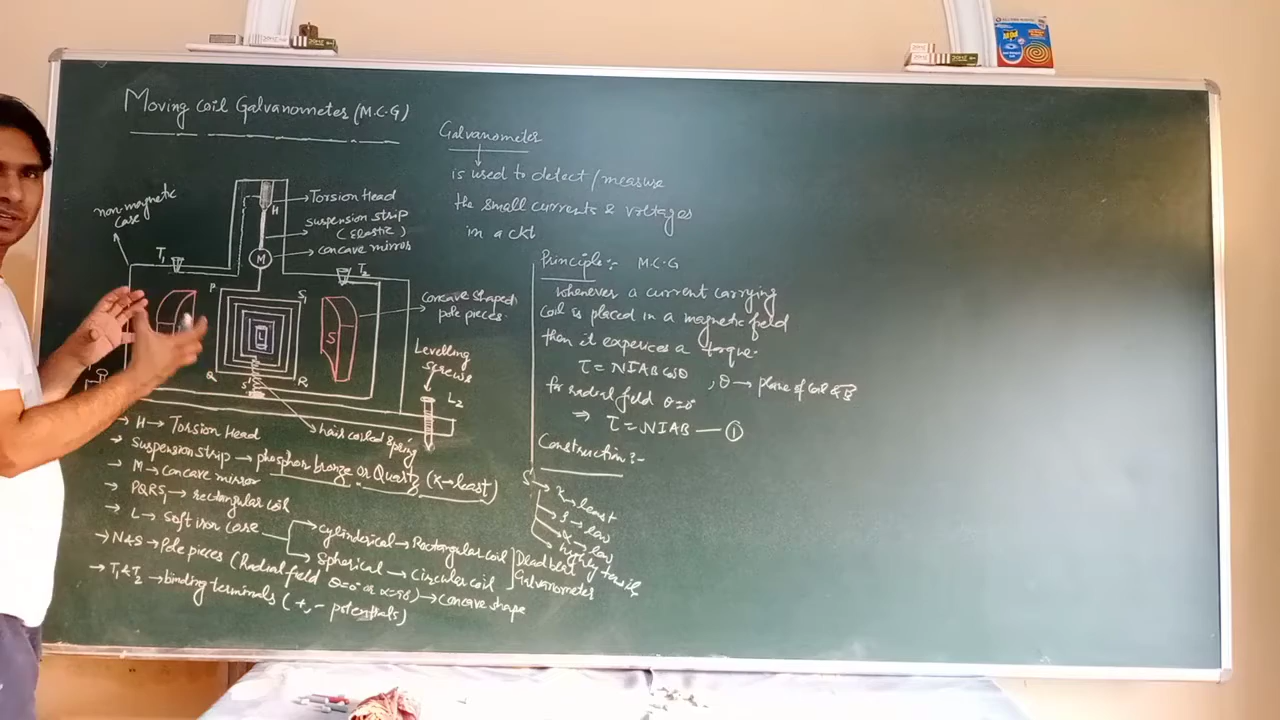 Moving Coil Galvanometer (M.C.G)
Galvanometer
is used to detect/measure
the small currents & voltages
in a ckt
non-magnetic
case
T₁
H
Torsion Head
suspension strip
(Elastic)
concave mirror
M
T₂
P
S₁
Q
R
L
S
S'
Concave shaped
pole pieces.
Levelling
screws
L₂
hair coiled spring
Principle:- M.C.G
Whenever a current carrying
Coil is placed in a magnetic field
then it experices a torque.
τ = NIAB cosθ , θ → plane of coil & B
for radial field θ=0°
⇒ τ = NIAB — ①
Construction:-
→ H → Torsion Head
→ Suspension strip → phosphor bronze or Quartz (K→least)
→ M → concave mirror
→ PQRS₁ → rectangular coil
→ L → Soft iron core
cylinderical → Rectangular coil
Spherical → Circular coil
Dead beat
Galvanometer
→ N&S → Pole pieces (Radial field θ=0° or α=90) → concave shape
→ T₁ & T₂ → binding terminals (+,- potentials)
K → least
→ low
α → low
highly tensile